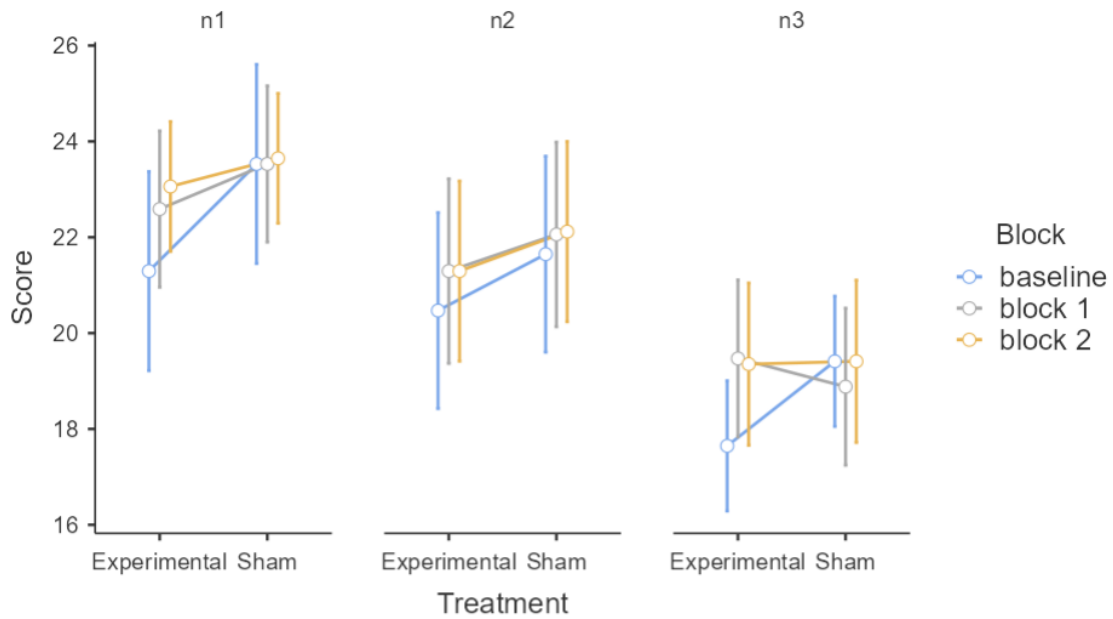 n1
n2
n3
26
24
22
20
18
16
Score
Experimental Sham
Experimental Sham
Experimental Sham
Treatment
Block
baseline
block 1
block 2